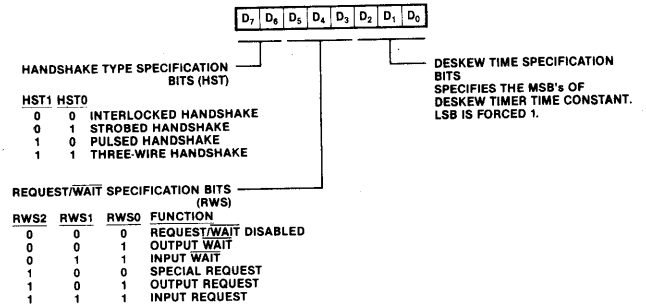 D7 D6 D5 D4 D3 D2 D1 D0
HANDSHAKE TYPE SPECIFICATION
BITS (HST)
HST1 HST0
0 0 INTERLOCKED HANDSHAKE
0 1 STROBED HANDSHAKE
1 0 PULSED HANDSHAKE
1 1 THREE-WIRE HANDSHAKE
DESKEW TIME SPECIFICATION
BITS
SPECIFIES THE MSB's OF
DESKEW TIMER TIME CONSTANT.
LSB IS FORCED 1.
REQUEST/WAIT SPECIFICATION BITS
(RWS)
RWS2 RWS1 RWS0 FUNCTION
0 0 0 REQUEST/WAIT DISABLED
0 0 1 OUTPUT WAIT
0 1 1 INPUT WAIT
1 0 0 SPECIAL REQUEST
1 0 1 OUTPUT REQUEST
1 1 1 INPUT REQUEST